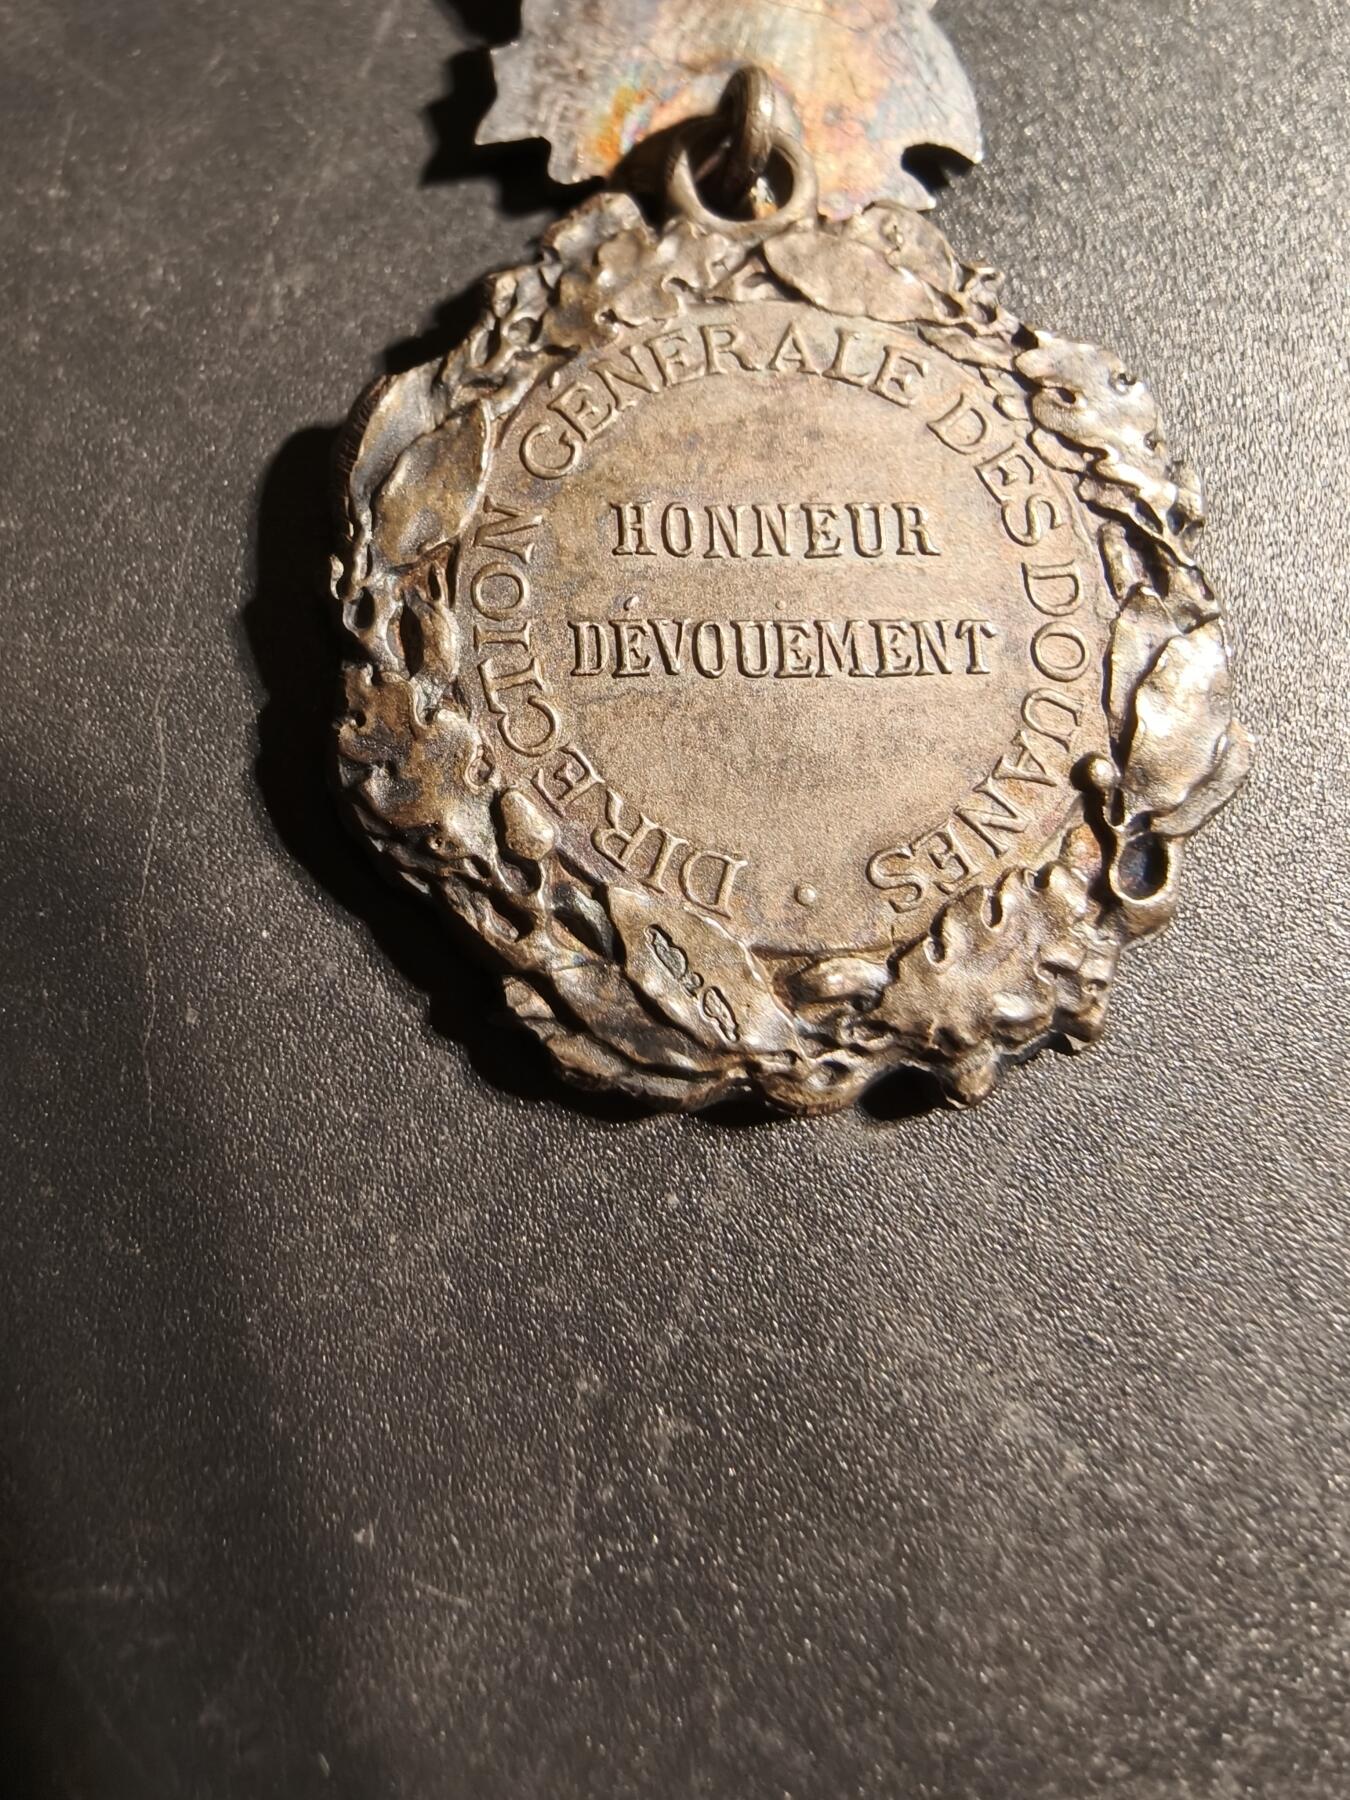 DIRECTION GÉNÉRALE DES DOUANES
HONNEUR
DÉVOUEMENT